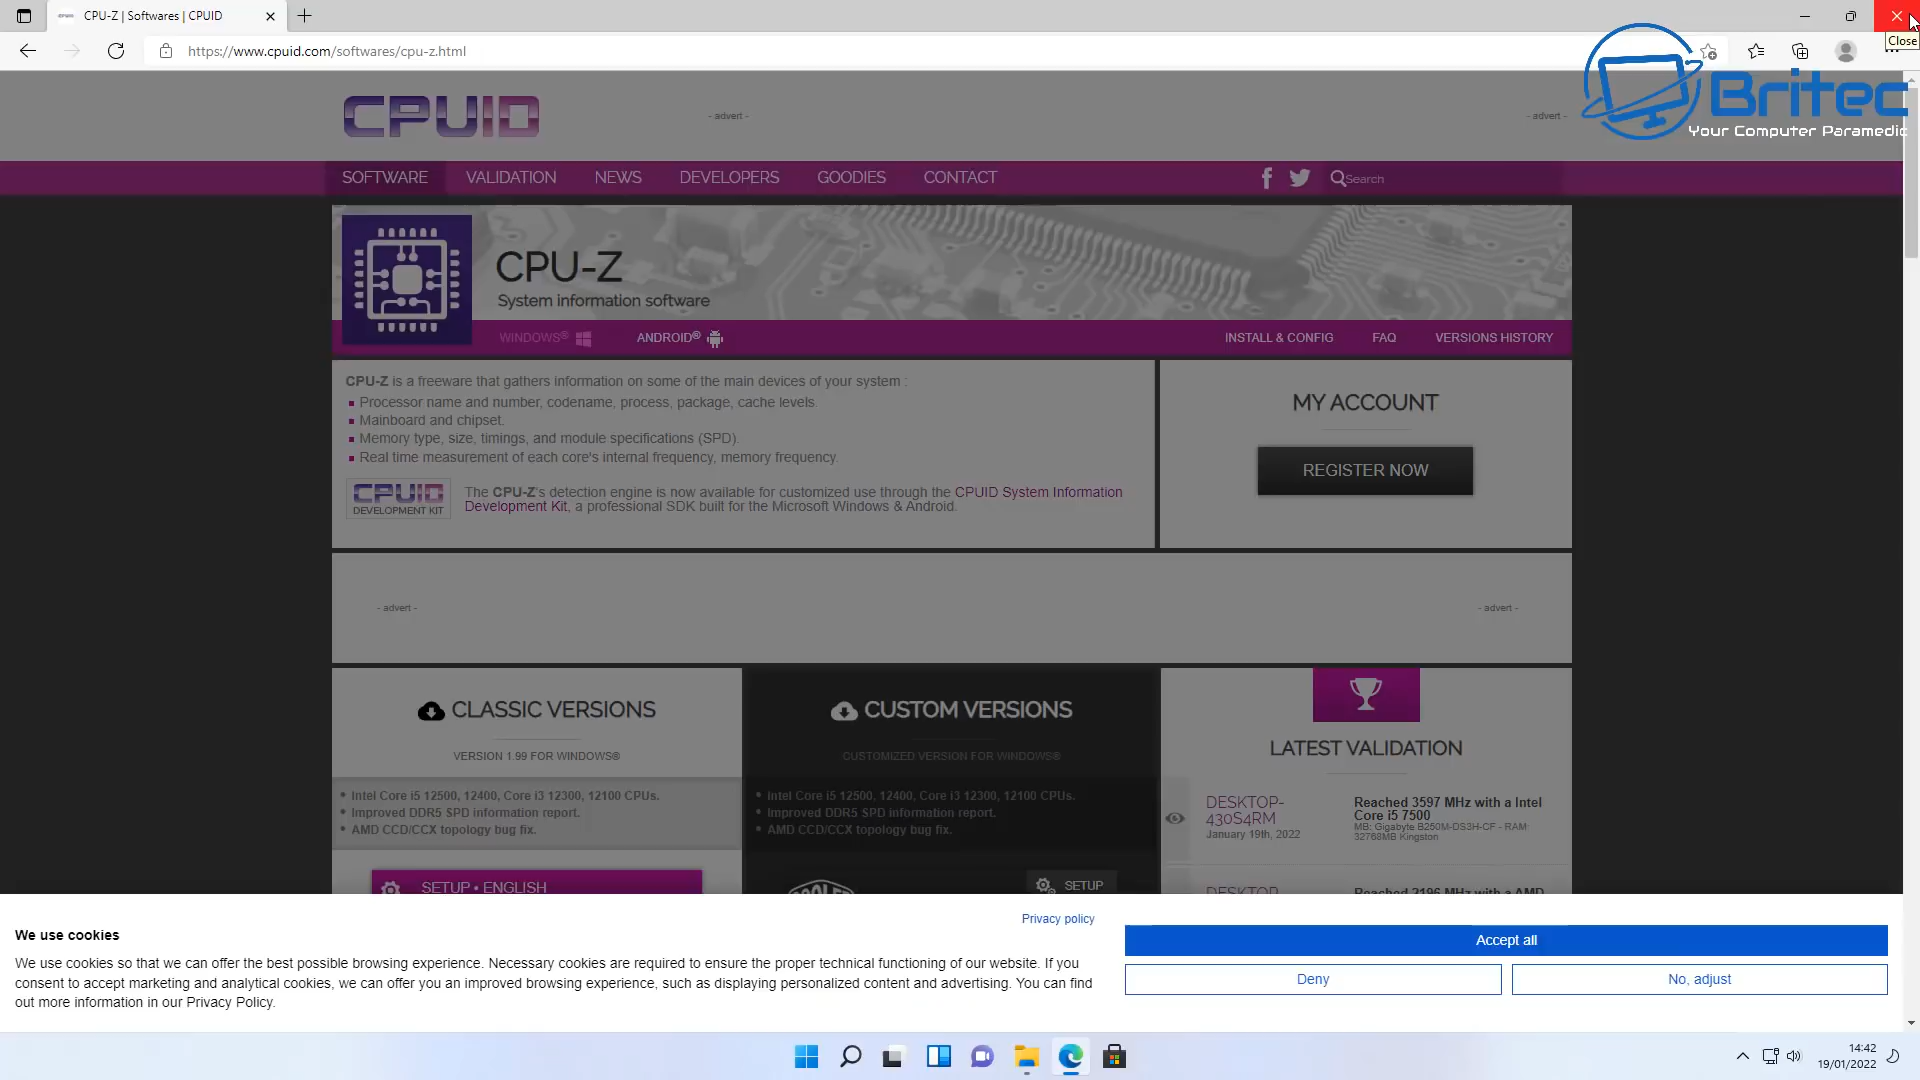 CPU-Z | Softwares | CPUID
Close
https://www.cpuid.com/softwares/cpu-z.html
Britec
Your Computer Paramedic
CPUID
- advert -
- advert -
SOFTWARE VALIDATION NEWS DEVELOPERS GOODIES CONTACT
Search
CPU-Z
System information software
WINDOWS® ANDROID® INSTALL & CONFIG FAQ VERSIONS HISTORY
CPU-Z is a freeware that gathers information on some of the main devices of your system :
Processor name and number, codename, process, package, cache levels.
Mainboard and chipset.
Memory type, size, timings, and module specifications (SPD).
Real time measurement of each core's internal frequency, memory frequency.
CPUID
DEVELOPMENT KIT
The CPU-Z's detection engine is now available for customized use through the CPUID System Information
Development Kit, a professional SDK built for the Microsoft Windows & Android.
MY ACCOUNT
REGISTER NOW
- advert -
- advert -
CLASSIC VERSIONS
VERSION 1.99 FOR WINDOWS®
• Intel Core i5 12500, 12400, Core i3 12300, 12100 CPUs.
• Improved DDR5 SPD information report.
• AMD CCD/CCX topology bug fix.
SETUP • ENGLISH
CUSTOM VERSIONS
CUSTOMIZED VERSION FOR WINDOWS®
• Intel Core i5 12500, 12400, Core i3 12300, 12100 CPUs.
• Improved DDR5 SPD information report.
• AMD CCD/CCX topology bug fix.
COOLER
SETUP
LATEST VALIDATION
DESKTOP-
430S4RM
January 19th, 2022
Reached 3597 MHz with a Intel
Core i5 7500
MB: Gigabyte B250M-DS3H-CF - RAM:
32768MB Kingston
DESKTOP-
Reached 2196 MHz with a AMD
Privacy policy
We use cookies
We use cookies so that we can offer the best possible browsing experience. Necessary cookies are required to ensure the proper technical functioning of our website. If you
consent to accept marketing and analytical cookies, we can offer you an improved browsing experience, such as displaying personalized content and advertising. You can find
out more information in our Privacy Policy.
Accept all
Deny
No, adjust
14:42
19/01/2022